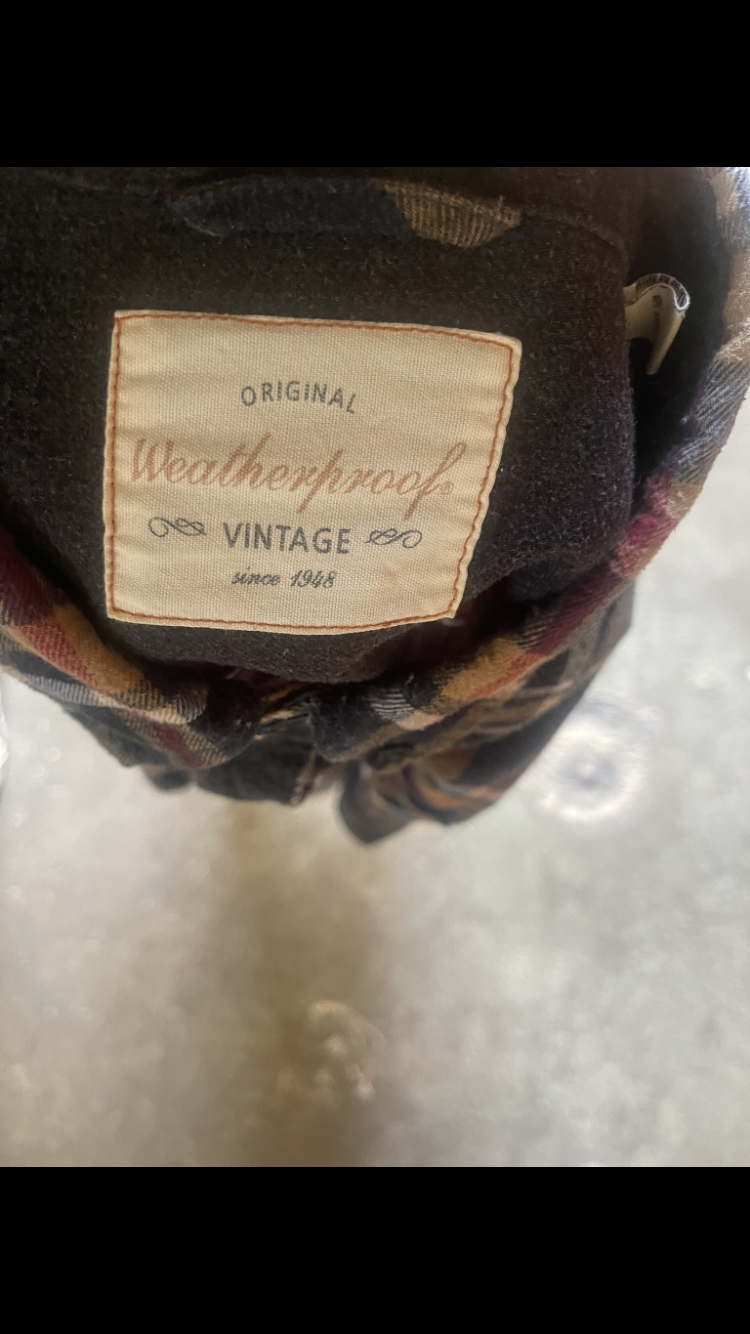 ORIGINAL
Weatherproof®
VINTAGE
since 1948